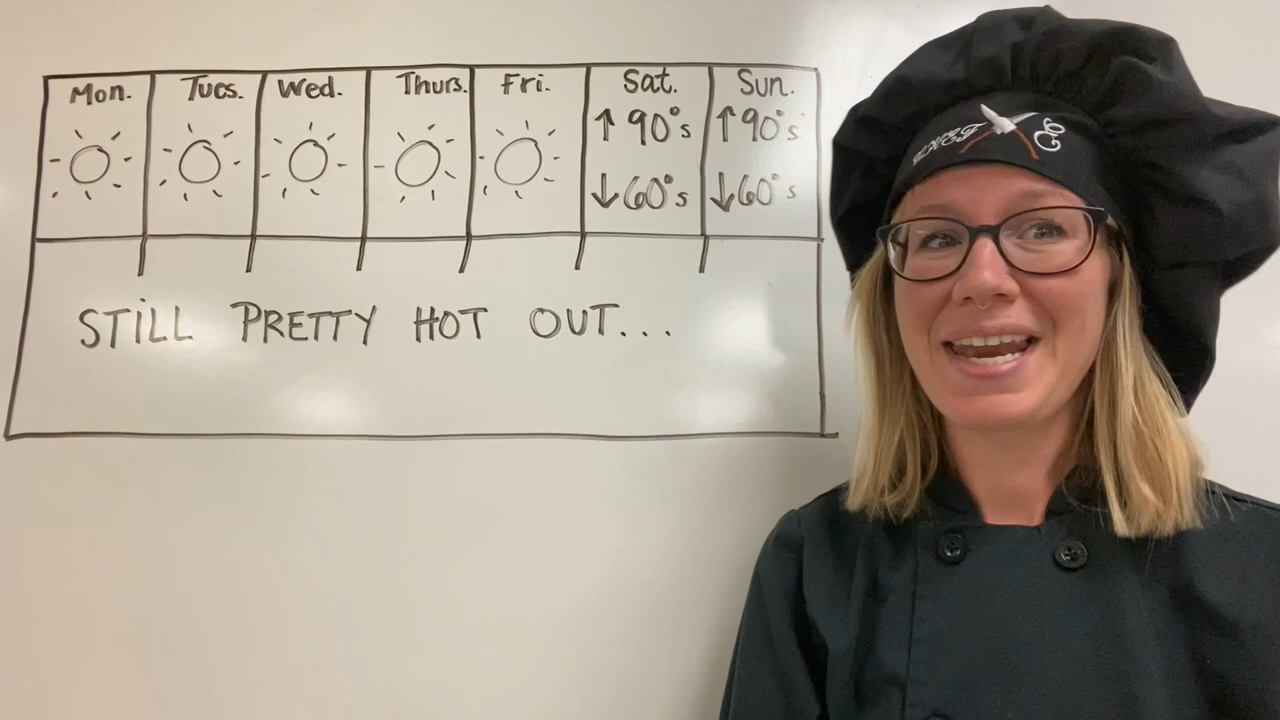 Mon. Tues. Wed. Thurs. Fri. Sat. Sun.
↑90°s ↑90°s
↓60°s ↓60°s
STiLL PRETTY HOT OUT...